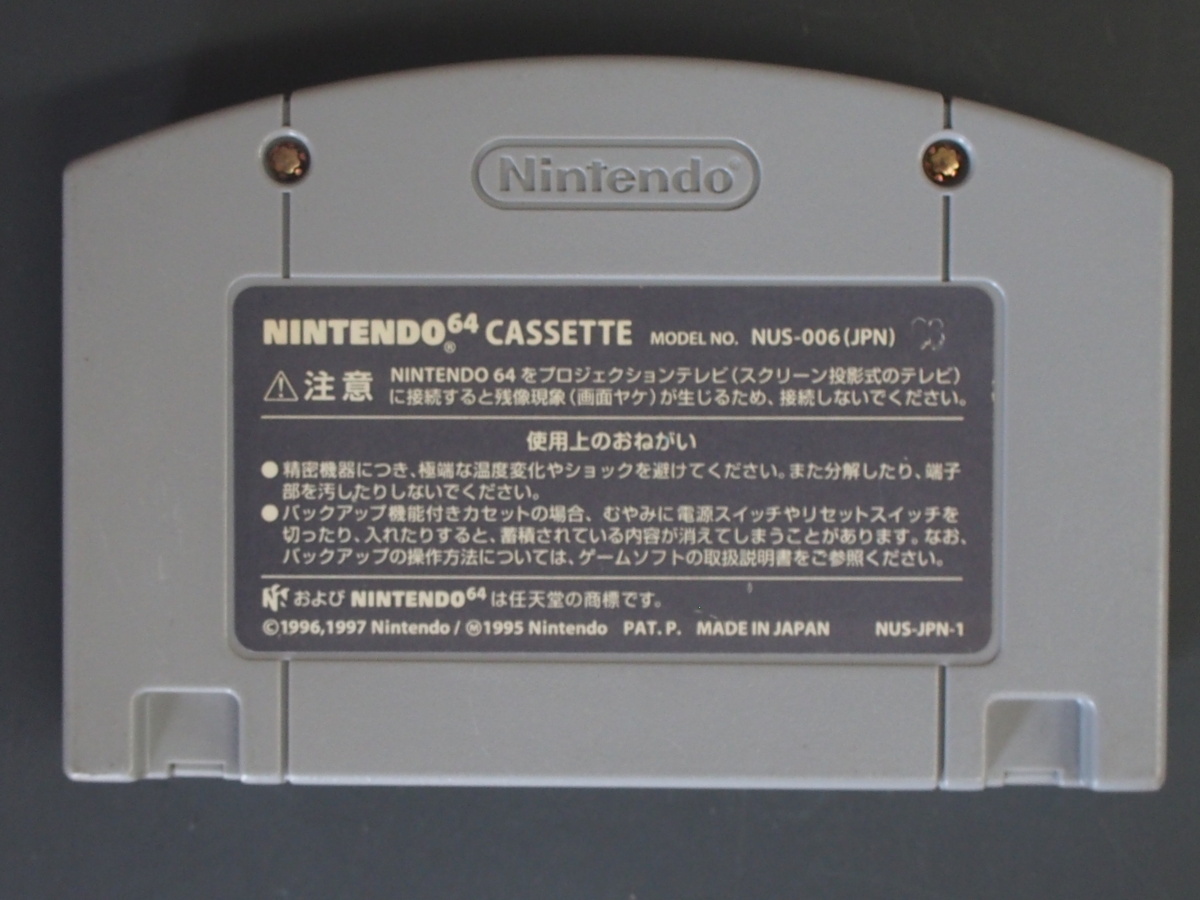 Nintendo®
NINTENDO64® CASSETTE MODEL NO. NUS-006(JPN)
注意 NINTENDO 64 をプロジェクションテレビ(スクリーン投影式のテレビ)
に接続すると残像現象(画面ヤケ)が生じるため、接続しないでください。
使用上のおねがい
●精密機器につき、極端な温度変化やショックを避けてください。また分解したり、端子
部を汚したりしないでください。
●バックアップ機能付きカセットの場合、むやみに電源スイッチやリセットスイッチを
切ったり、入れたりすると、蓄積されている内容が消えてしまうことがあります。なお、
バックアップの操作方法については、ゲームソフトの取扱説明書をご参照ください。
および NINTENDO64 は任天堂の商標です。
©1996,1997 Nintendo / Ⓜ1995 Nintendo PAT. P. MADE IN JAPAN NUS-JPN-1